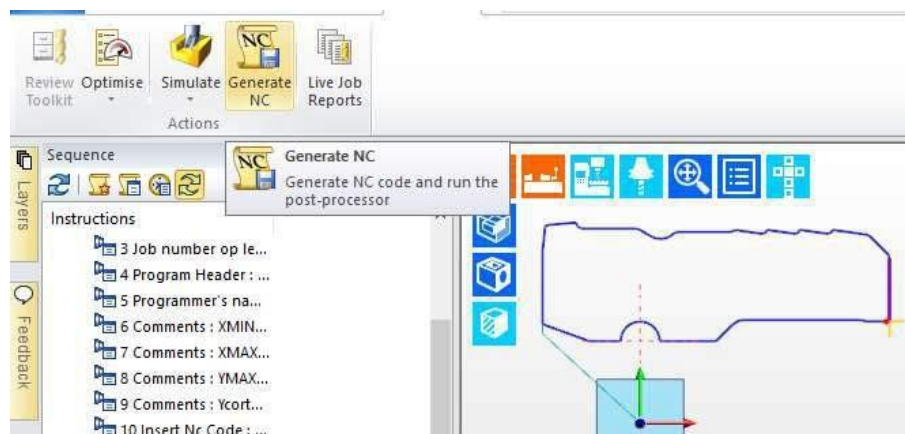 Review Toolkit
Optimise
Simulate
NC
Generate NC
Live Job Reports
Actions
Layers
Feedback
Sequence
Instructions
3 Job number op le...
4 Program Header : ...
5 Programmer's na...
6 Comments : XMIN...
7 Comments : XMAX...
8 Comments : YMAX...
9 Comments : Ycort...
10 Insert Nc Code : ...
NC
Generate NC
Generate NC code and run the
post-processor